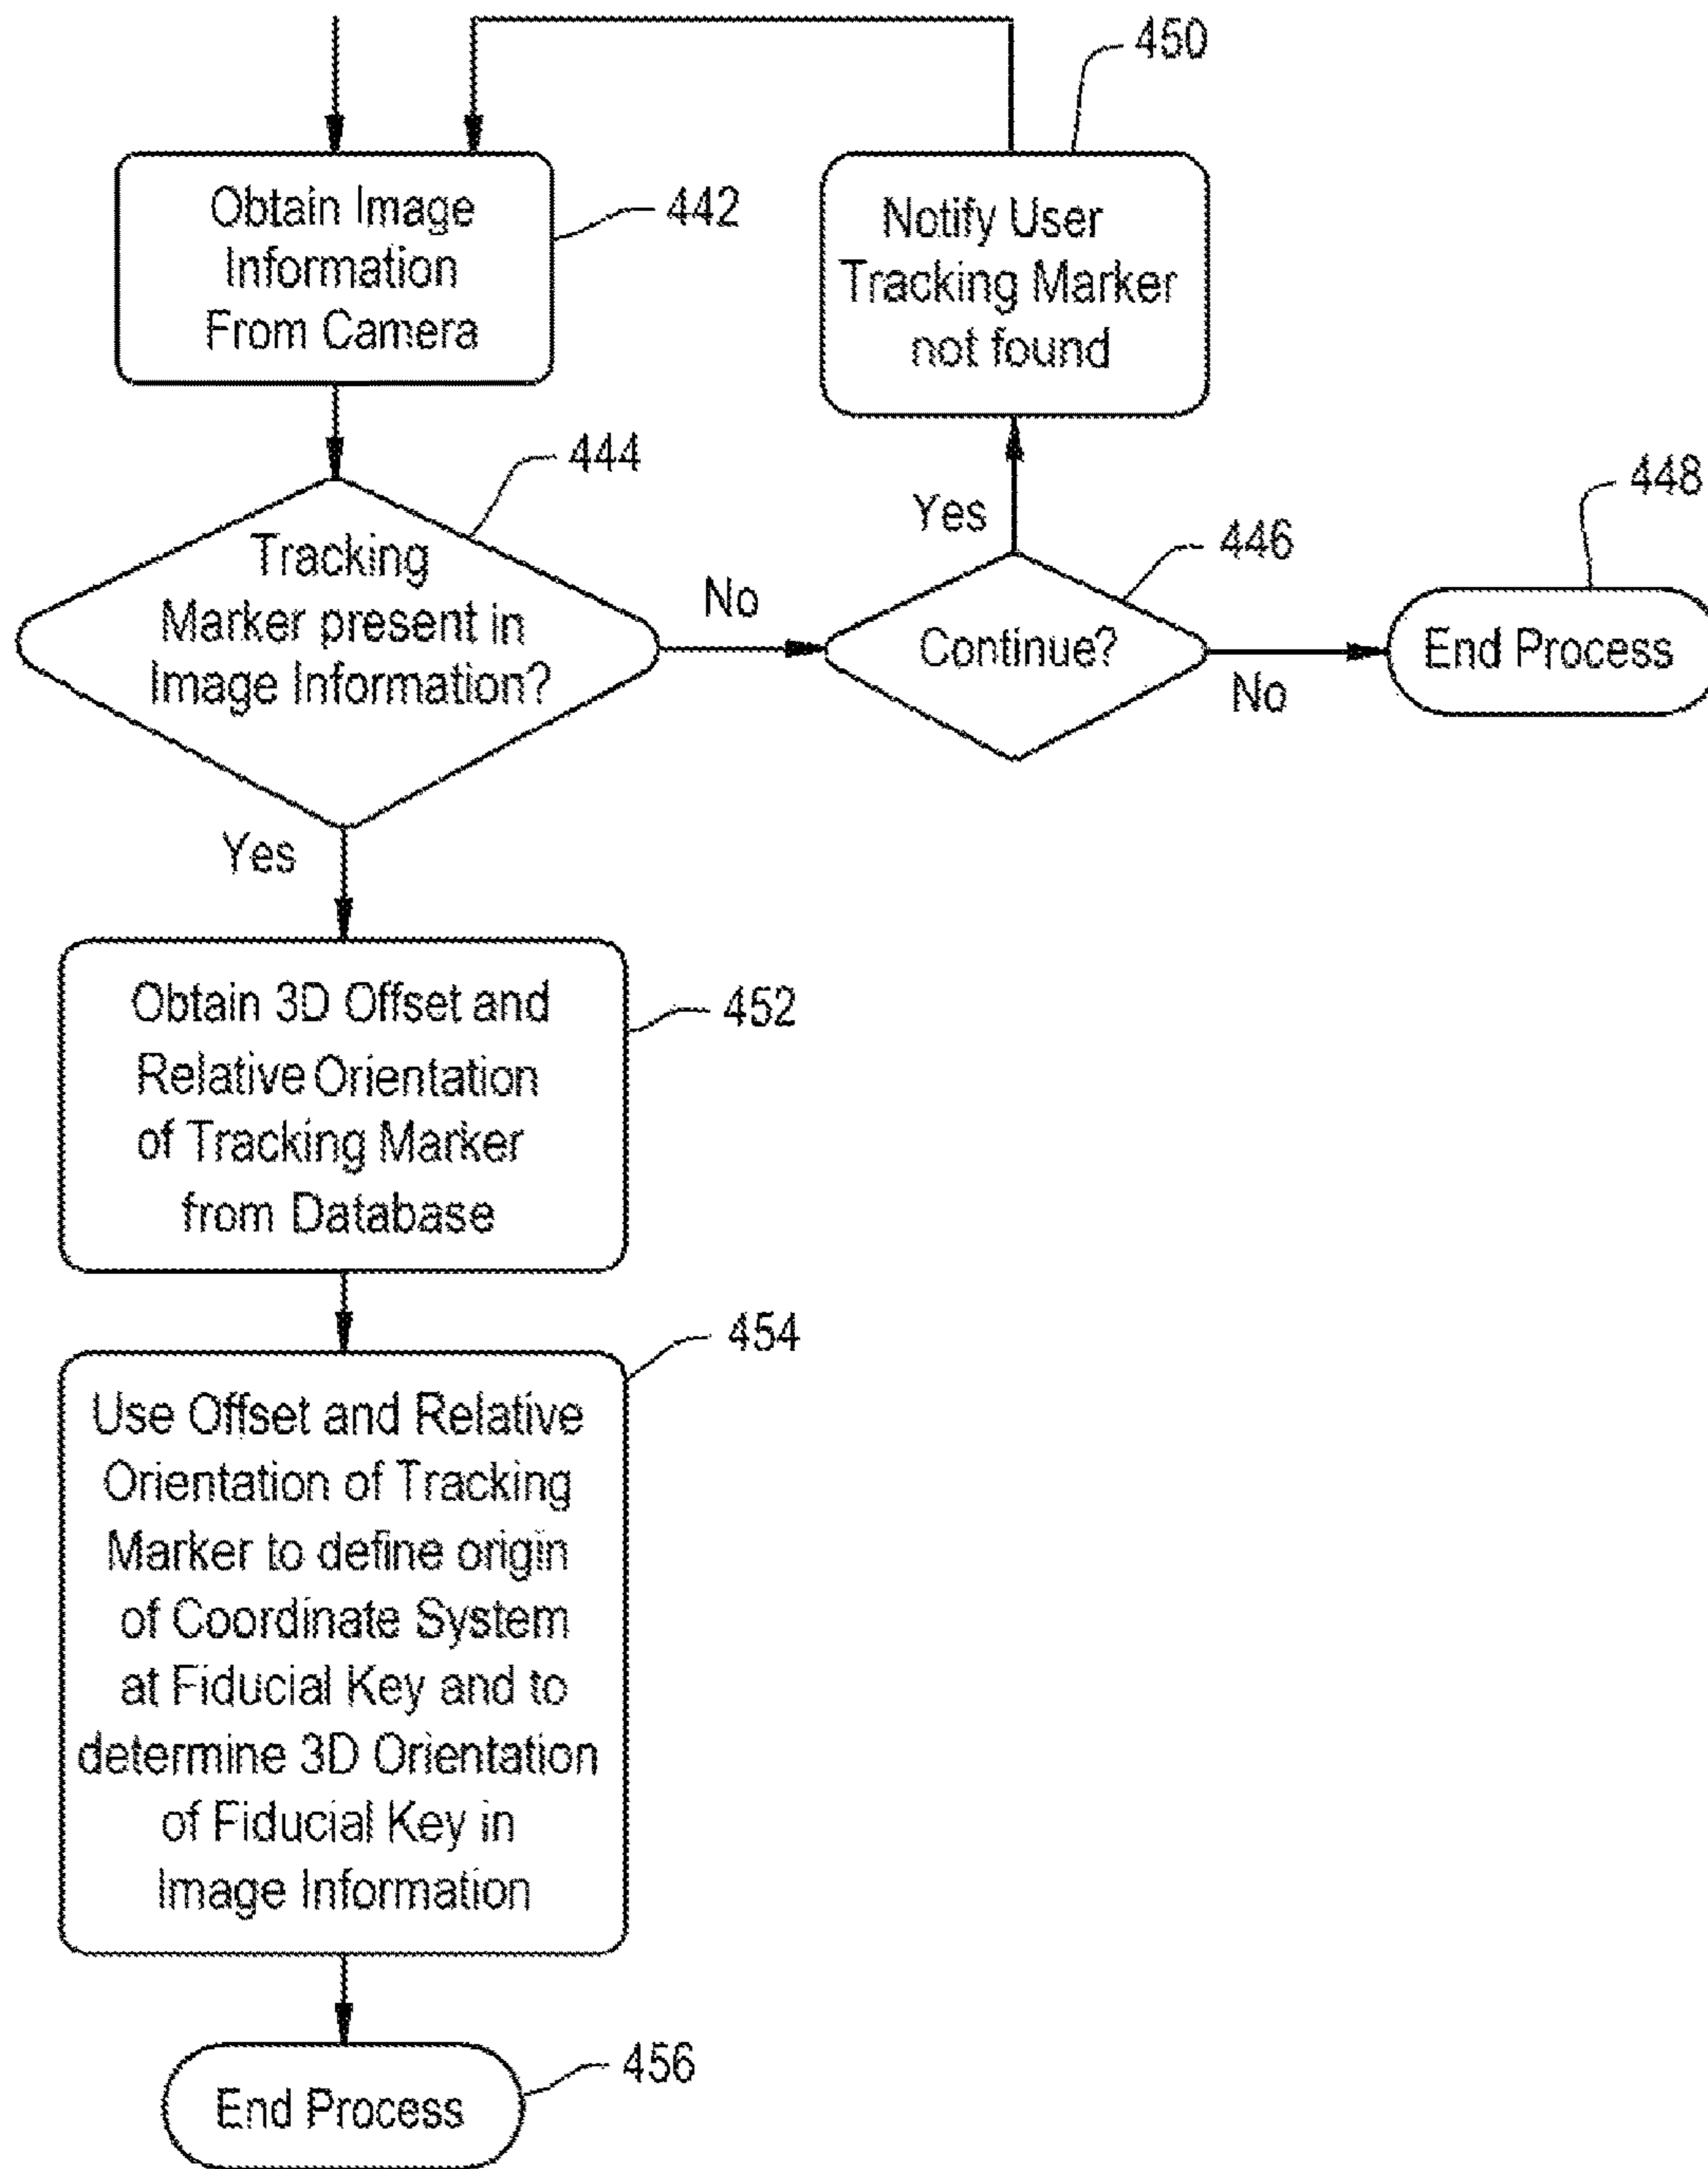 450
Obtain Image
Information
From Camera
442
Notify User
Tracking Marker
not found
444
Tracking
Marker present in
Image Information?
No
Yes
446
Continue?
No
448
End Process
Yes
Obtain 3D Offset and
Relative Orientation
of Tracking Marker
from Database
452
454
Use Offset and Relative
Orientation of Tracking
Marker to define origin
of Coordinate System
at Fiducial Key and to
determine 3D Orientation
of Fiducial Key in
Image Information
456
End Process